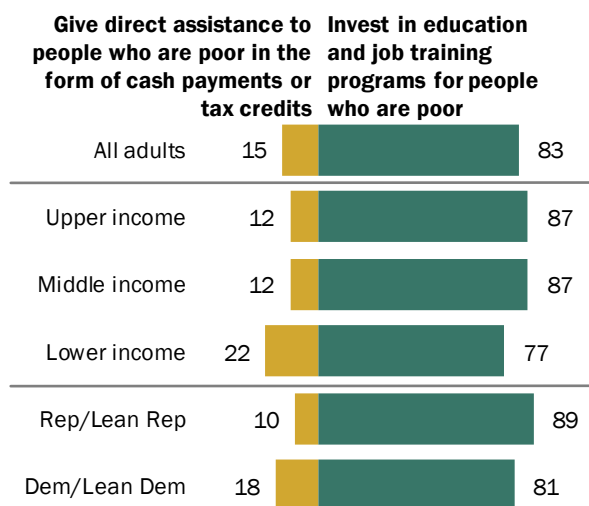 Give direct assistance to
people who are poor in the
form of cash payments or
tax credits
Invest in education
and job training
programs for people
who are poor
All adults 15 83
Upper income 12 87
Middle income 12 87
Lower income 22 77
Rep/Lean Rep 10 89
Dem/Lean Dem 18 81